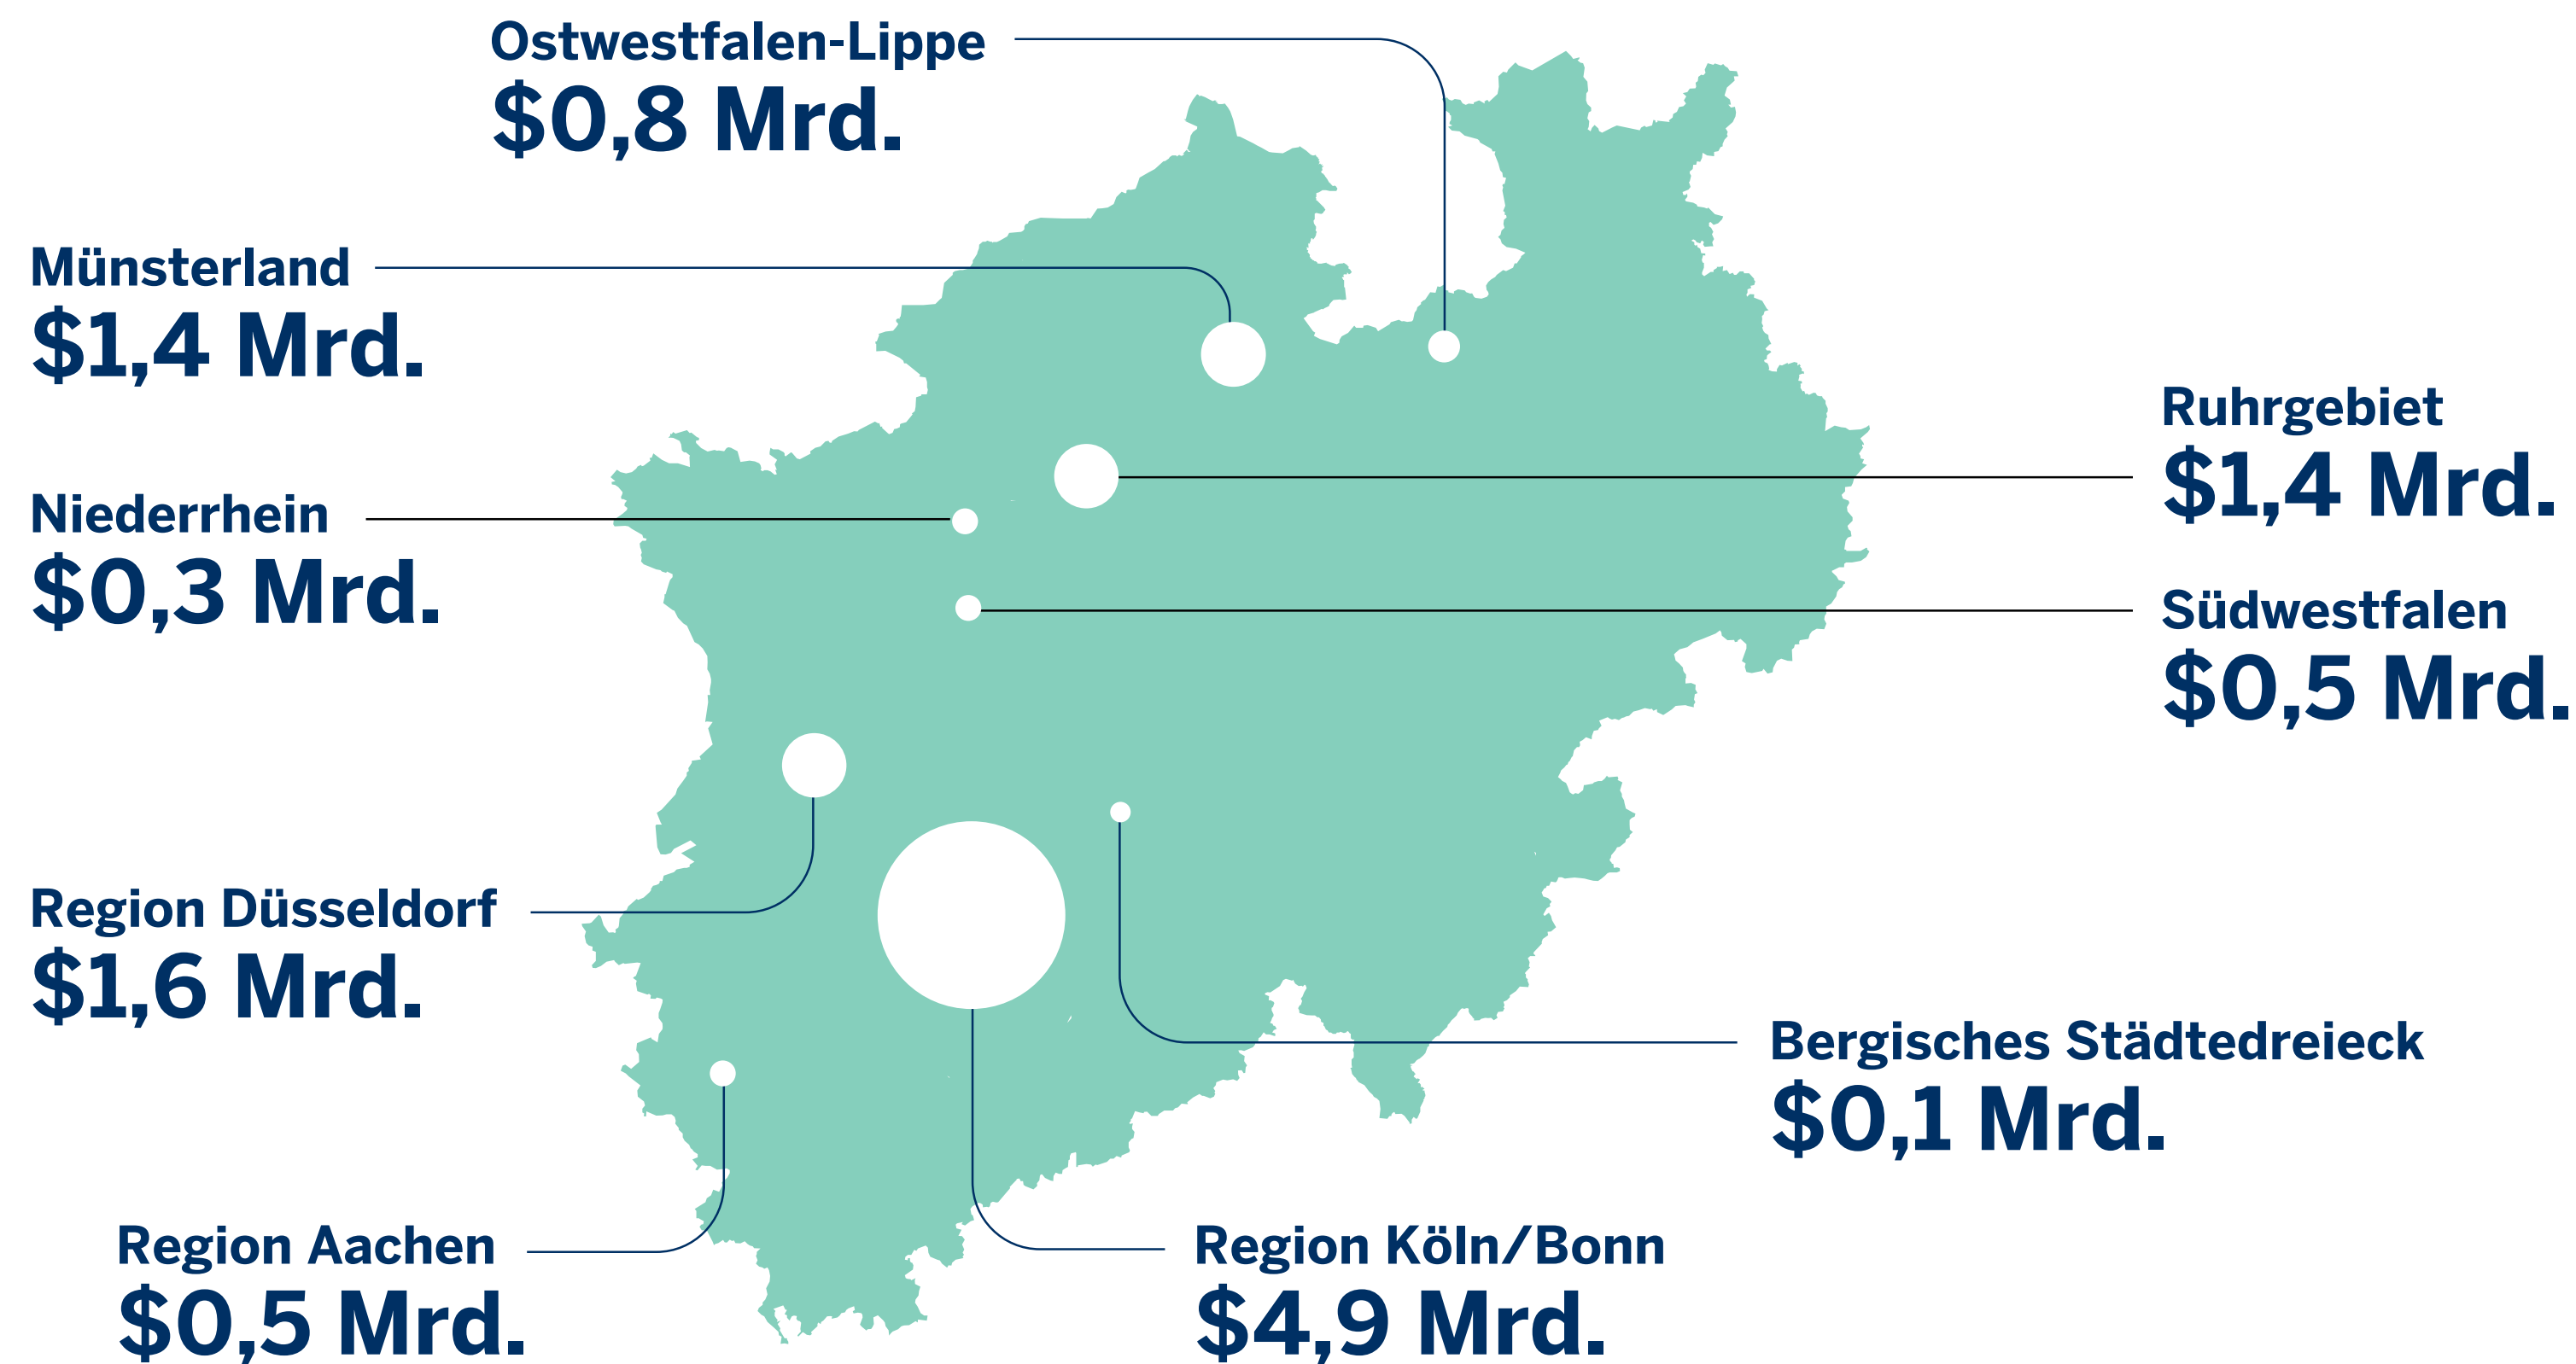 Ostwestfalen-Lippe
$0,8 Mrd.
Münsterland
$1,4 Mrd.
Ruhrgebiet
$1,4 Mrd.
Niederrhein
$0,3 Mrd.
Südwestfalen
$0,5 Mrd.
Region Düsseldorf
$1,6 Mrd.
Bergisches Städtedreieck
$0,1 Mrd.
Region Aachen
$0,5 Mrd.
Region Köln/Bonn
$4,9 Mrd.